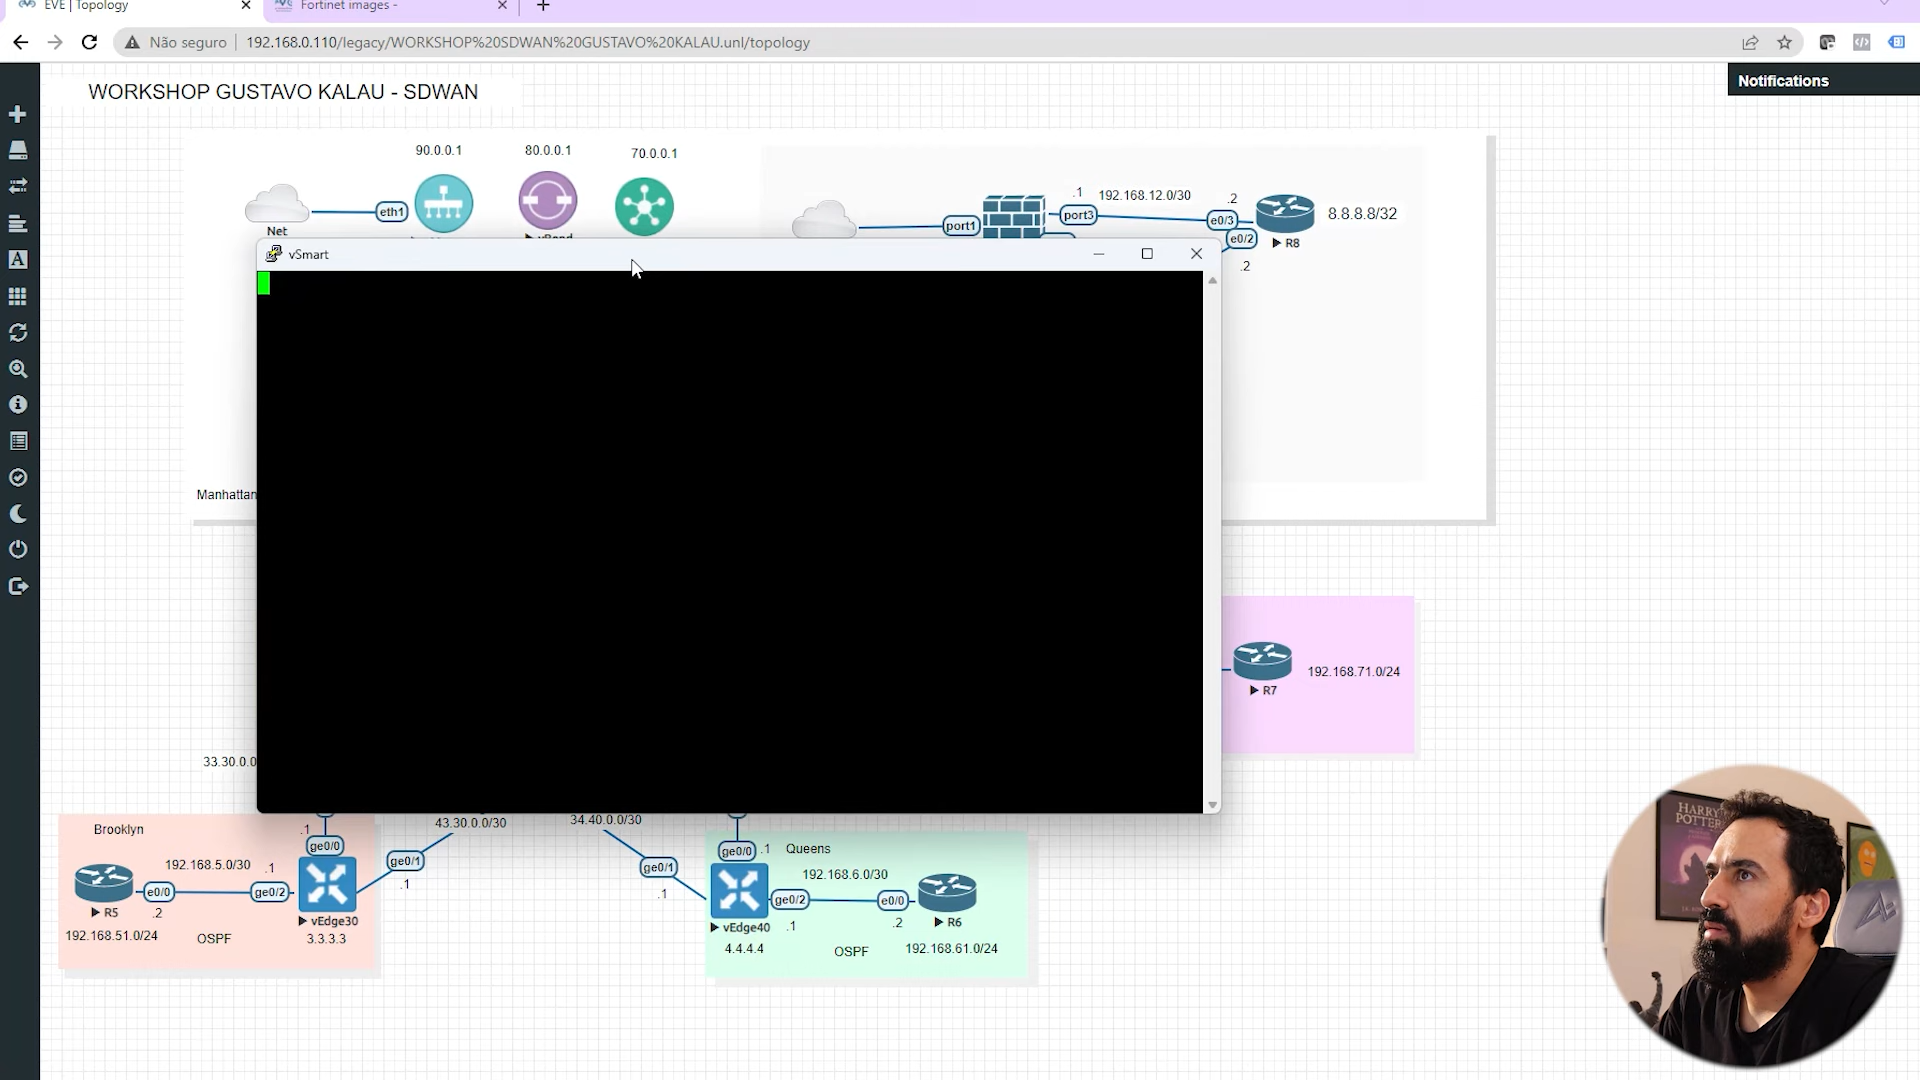 EVE | Topology
Fortinet images -
Não seguro
192.168.0.110/legacy/WORKSHOP%20SDWAN%20GUSTAVO%20KALAU.unl/topology
Notifications
WORKSHOP GUSTAVO KALAU - SDWAN
90.0.0.1
80.0.0.1
70.0.0.1
Net
eth1
vBond
port1
port3
.1
192.168.12.0/30
.2
e0/3
e0/2
.2
R8
8.8.8.8/32
vSmart
Manhattan
R7
192.168.71.0/24
33.30.0.0
43.30.0.0/30
34.40.0.0/30
Brooklyn
.1
ge0/0
192.168.5.0/30
.1
ge0/1
.1
e0/0
ge0/2
.2
R5
vEdge30
192.168.51.0/24
OSPF
3.3.3.3
ge0/0
.1
Queens
ge0/1
.1
192.168.6.0/30
ge0/2
e0/0
.1
.2
vEdge40
R6
4.4.4.4
OSPF
192.168.61.0/24
HARRY
POTTER